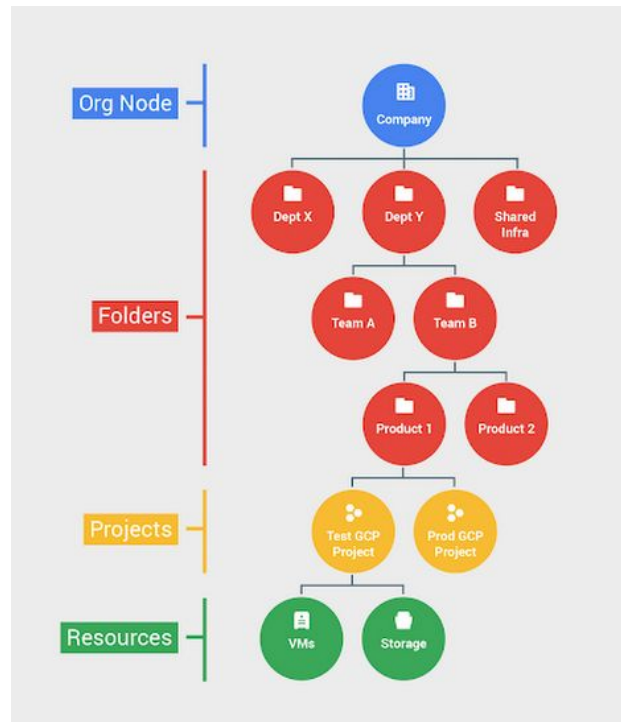 Org Node
Company
Dept X
Dept Y
Shared
Infra
Folders
Team A
Team B
Product 1
Product 2
Projects
Test GCP
Project
Prod GCP
Project
Resources
VMs
Storage